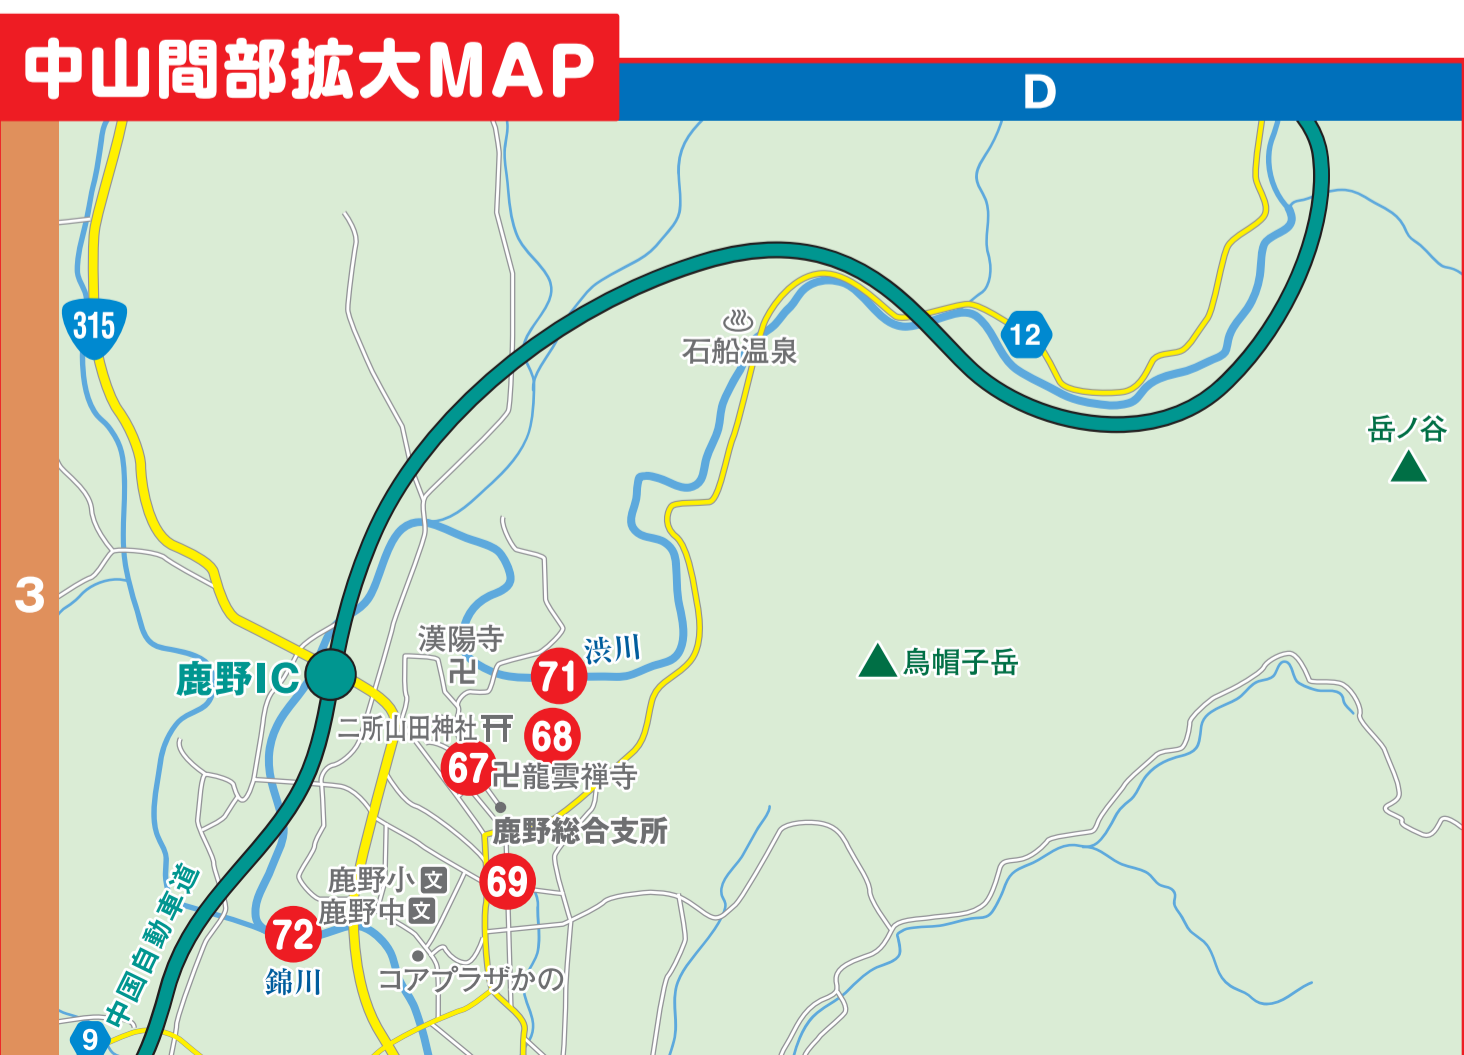 中山間部拡大MAP
D
3
315
石船温泉
12
岳ノ谷
漢陽寺
渋川
71
烏帽子岳
鹿野IC
二所山田神社
68
67
龍雲禅寺
鹿野総合支所
鹿野小 文
69
鹿野中 文
72
錦川
コアプラザかの
中国自動車道
9